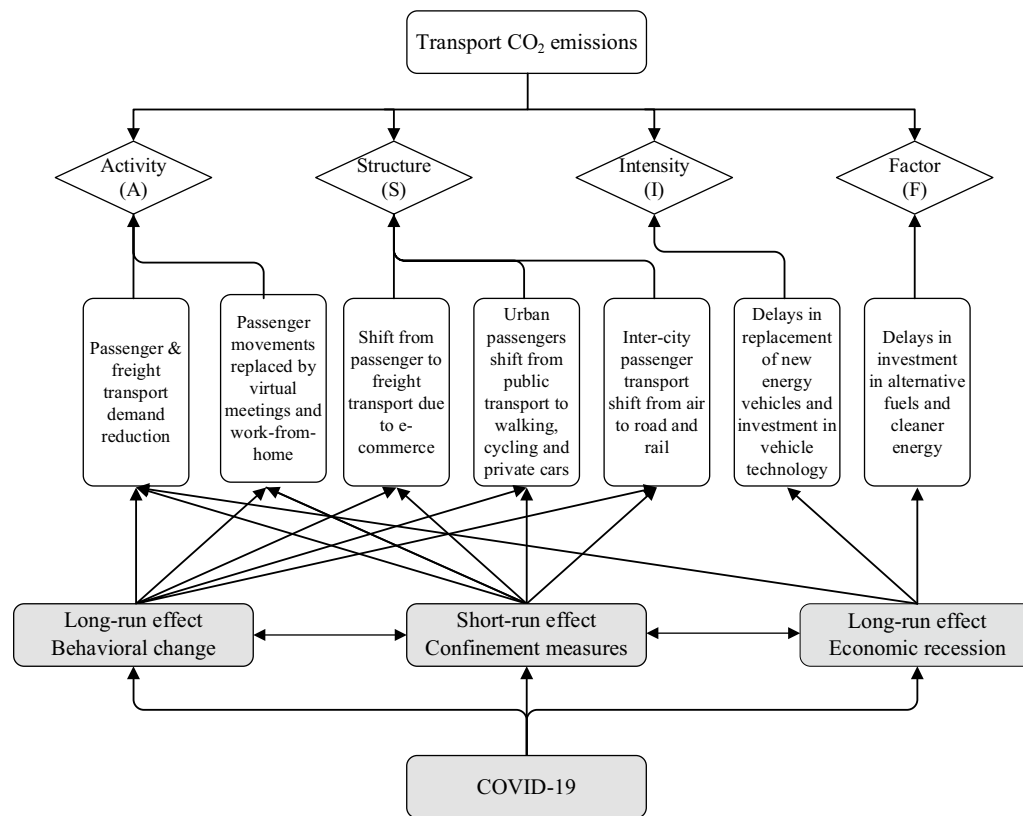 Transport CO₂ emissions
Activity
(A)
Structure
(S)
Intensity
(I)
Factor
(F)
Passenger &
freight
transport
demand
reduction
Passenger
movements
replaced by
virtual
meetings and
work-from-
home
Shift from
passenger to
freight
transport due
to e-
commerce
Urban
passengers
shift from
public
transport to
walking,
cycling and
private cars
Inter-city
passenger
transport
shift from air
to road and
rail
Delays in
replacement
of new
energy
vehicles and
investment in
vehicle
technology
Delays in
investment
in alternative
fuels and
cleaner
energy
Long-run effect
Behavioral change
Short-run effect
Confinement measures
Long-run effect
Economic recession
COVID-19